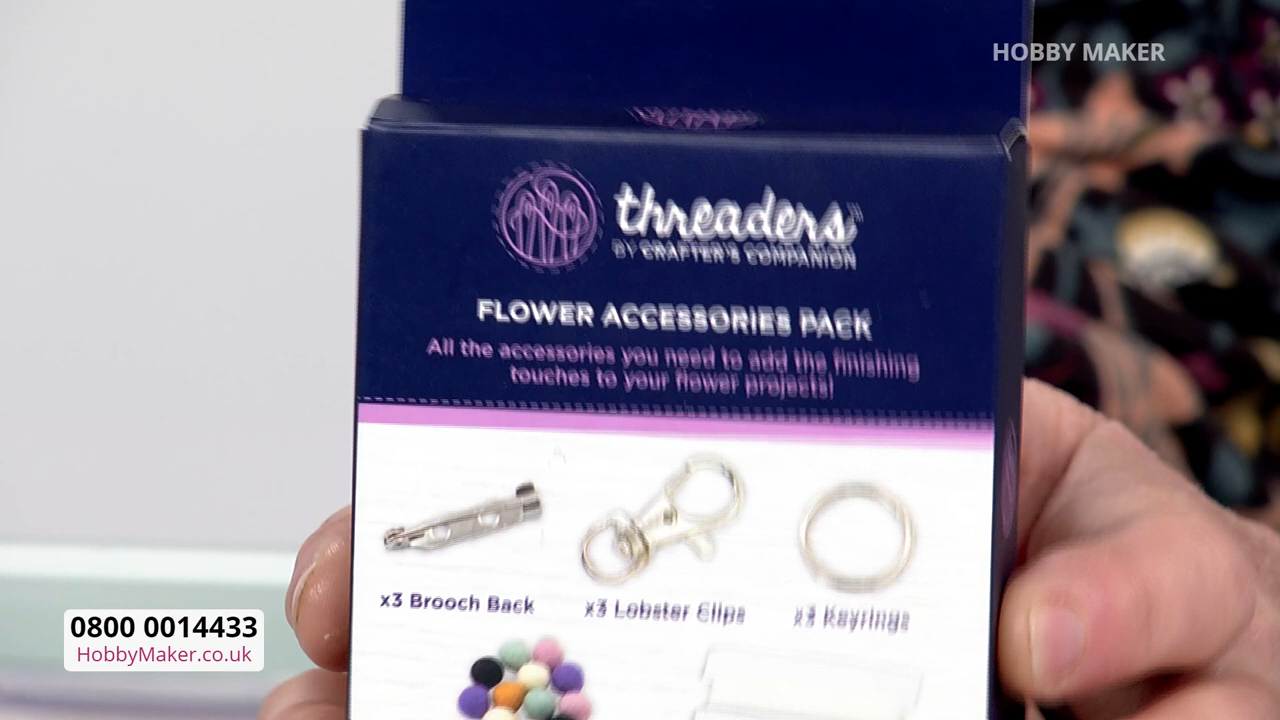 HOBBY MAKER
threaders
BY CRAFTER'S COMPANION
FLOWER ACCESSORIES PACK
All the accessories you need to add the finishing
touches to your flower projects!
x3 Brooch Back
x3 Lobster Clips
x3 Keyrings
0800 0014433
HobbyMaker.co.uk